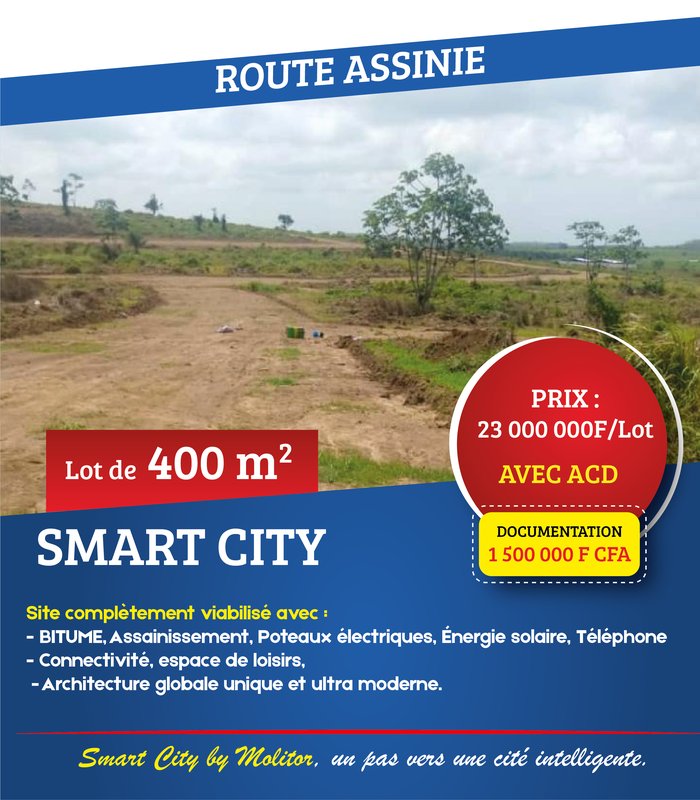 ROUTE ASSINIE
PRIX :
23 000 000F/Lot
AVEC ACD
Lot de 400 m²
DOCUMENTATION
1 500 000 F CFA
SMART CITY
Site complètement viabilisé avec :
- BITUME, Assainissement, Poteaux électriques, Énergie solaire, Téléphone
- Connectivité, espace de loisirs,
- Architecture globale unique et ultra moderne.
Smart City by Molitor, un pas vers une cité intelligente.